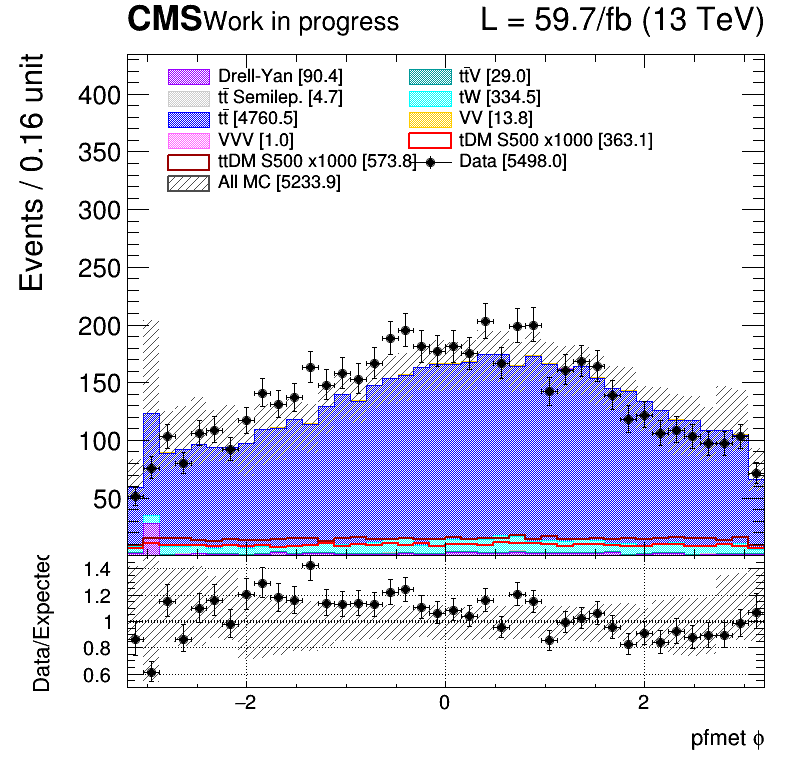 CMS Work in progress L = 59.7/fb (13 TeV)
Events / 0.16 unit
400
350
300
250
200
150
100
50
Drell-Yan [90.4]
tt̄V [29.0]
tt̄ Semilep. [4.7]
tW [334.5]
tt̄ [4760.5]
VV [13.8]
VVV [1.0]
tDM S500 x1000 [363.1]
ttDM S500 x1000 [573.8]
Data [5498.0]
All MC [5233.9]
Data/Expected
1.4
1.2
1
0.8
0.6
−2 0 2
pfmet ϕ